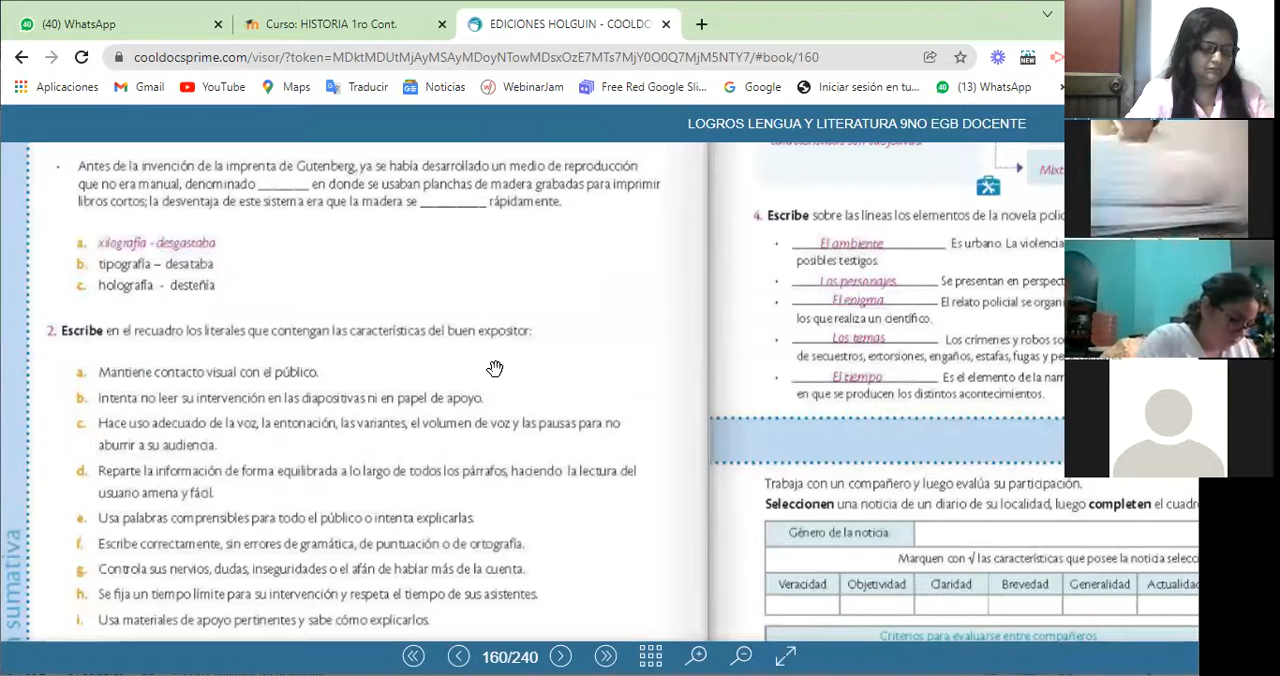 (40) WhatsApp
Curso: HISTORIA 1ro Cont.
EDICIONES HOLGUIN - COOLDO
cooldocsprime.com/visor/?token=MDktMDUtMjAyMSAyMDoyNTowMDsxOzE7MTs7MjY0O0Q7MjM5NTY7/#book/160
Aplicaciones
Gmail
YouTube
Maps
Traducir
Noticias
WebinarJam
Free Red Google Sli...
Google
Iniciar sesión en tu...
(13) WhatsApp
LOGROS LENGUA Y LITERATURA 9NO EGB DOCENTE
Antes de la invención de la imprenta de Gutenberg, ya se había desarrollado un medio de reproducción
que no era manual, denominado ________ en donde se usaban planchas de madera grabadas para imprimir
libros cortos; la desventaja de este sistema era que la madera se __________ rápidamente.
a. xilografía - desgastaba
b. tipografía – desataba
c. holografía - desteñía
2. Escribe en el recuadro los literales que contengan las características del buen expositor:
a. Mantiene contacto visual con el público.
b. Intenta no leer su intervención en las diapositivas ni en papel de apoyo.
c. Hace uso adecuado de la voz, la entonación, las variantes, el volumen de voz y las pausas para no
aburrir a su audiencia.
d. Reparte la información de forma equilibrada a lo largo de todos los párrafos, haciendo la lectura del
usuario amena y fácil.
e. Usa palabras comprensibles para todo el público o intenta explicarlas.
f. Escribe correctamente, sin errores de gramática, de puntuación o de ortografía.
g. Controla sus nervios, dudas, inseguridades o el afán de hablar más de la cuenta.
h. Se fija un tiempo límite para su intervención y respeta el tiempo de sus asistentes.
i. Usa materiales de apoyo pertinentes y sabe cómo explicarlos.
n sumativa
características son subjetivas.
Mixt
4. Escribe sobre las líneas los elementos de la novela poli
El ambiente Es urbano. La violencia
posibles testigos.
Los personajes Se presentan en perspect
El enigma El relato policial se organi
los que realiza un científico.
Los temas Los crímenes y robos so
de secuestros, extorsiones, engaños, estafas, fugas y pe
El tiempo Es el elemento de la narr
en que se producen los distintos acontecimientos.
Trabaja con un compañero y luego evalúa su participación.
Seleccionen una noticia de un diario de su localidad, luego completen el cuadr
Género de la noticia
Marquen con √ las características que posee la noticia selecci
Veracidad Objetividad Claridad Brevedad Generalidad Actualidad
Criterios para evaluarse entre compañeros
160/240